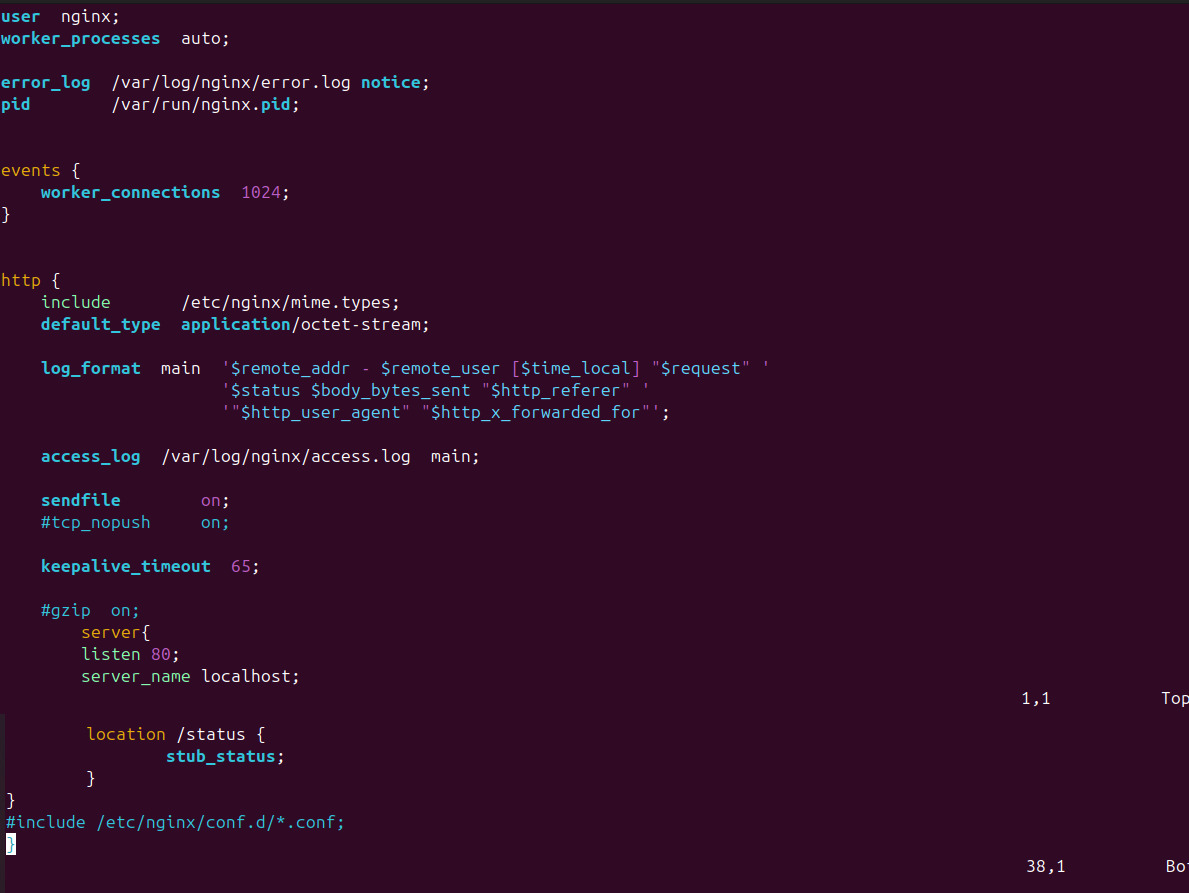 user  nginx;
worker_processes  auto;
error_log  /var/log/nginx/error.log notice;
pid        /var/run/nginx.pid;
events {
    worker_connections  1024;
}
http {
    include       /etc/nginx/mime.types;
    default_type  application/octet-stream;
    log_format  main  '$remote_addr - $remote_user [$time_local] "$request" '
                      '$status $body_bytes_sent "$http_referer" '
                      '"$http_user_agent" "$http_x_forwarded_for"';
    access_log  /var/log/nginx/access.log  main;
    sendfile        on;
    #tcp_nopush     on;
    keepalive_timeout  65;
    #gzip  on;
        server{
        listen 80;
        server_name localhost;
1,1           Top
        location /status {
                stub_status;
        }
}
#include /etc/nginx/conf.d/*.conf;
}
38,1          Bo